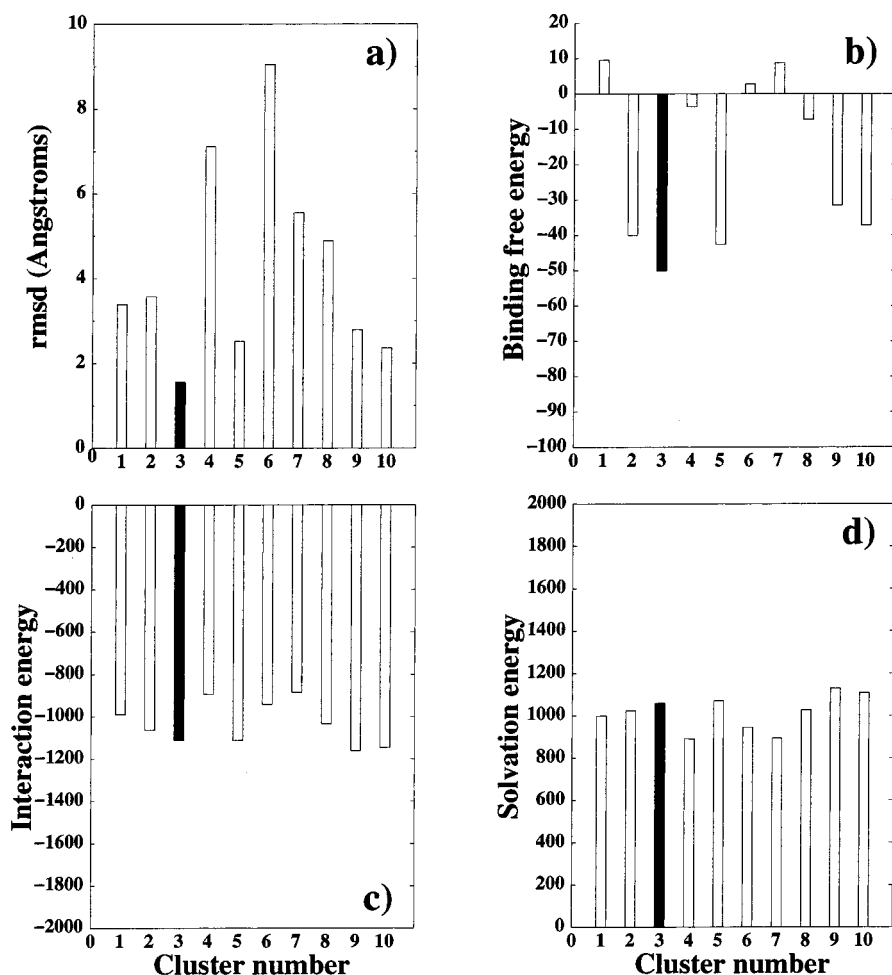 a)
rmsd (Angstroms)
10
8
6
4
2
0
0 1 2 3 4 5 6 7 8 9 10
b)
Binding free energy
20
10
0
−10
−20
−30
−40
−50
−60
−70
−80
−90
−100
0 1 2 3 4 5 6 7 8 9 10
c)
Interaction energy
0
−200
−400
−600
−800
−1000
−1200
−1400
−1600
−1800
−2000
0 1 2 3 4 5 6 7 8 9 10
Cluster number
d)
Solvation energy
2000
1800
1600
1400
1200
1000
800
600
400
200
0
0 1 2 3 4 5 6 7 8 9 10
Cluster number